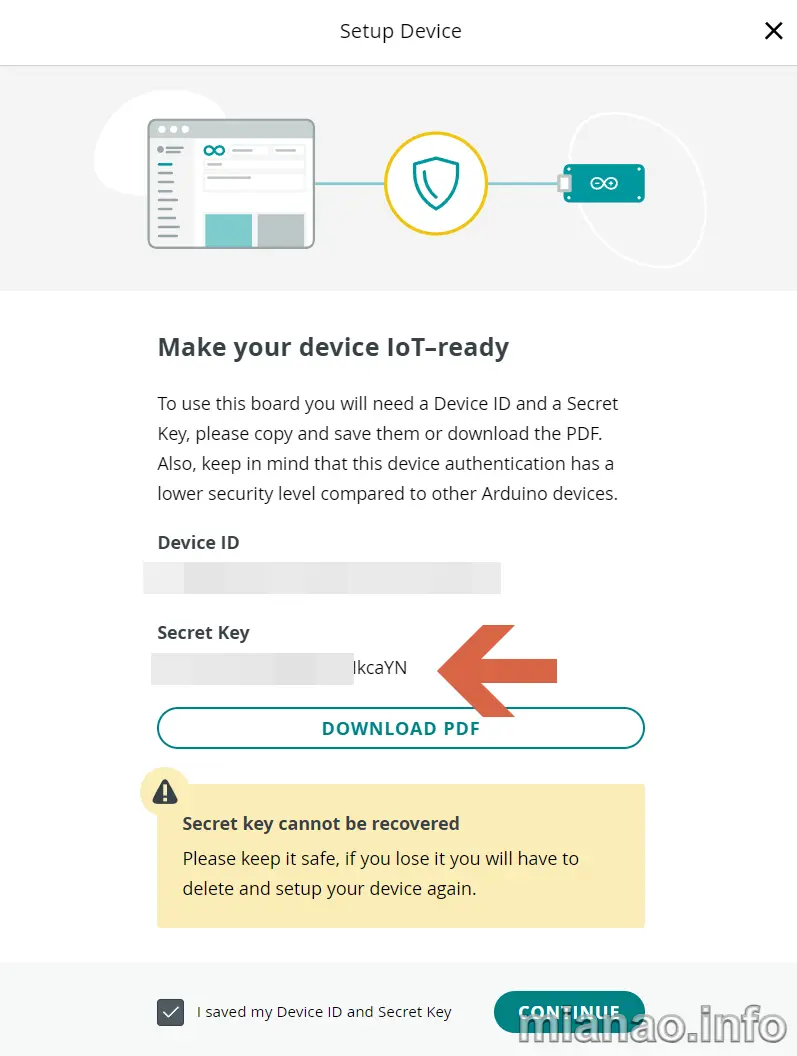 Setup Device
Make your device IoT–ready
To use this board you will need a Device ID and a Secret
Key, please copy and save them or download the PDF.
Also, keep in mind that this device authentication has a
lower security level compared to other Arduino devices.
Device ID
Secret Key
kcaYN
DOWNLOAD PDF
Secret key cannot be recovered
Please keep it safe, if you lose it you will have to
delete and setup your device again.
I saved my Device ID and Secret Key
CONTINUE
mianao.info